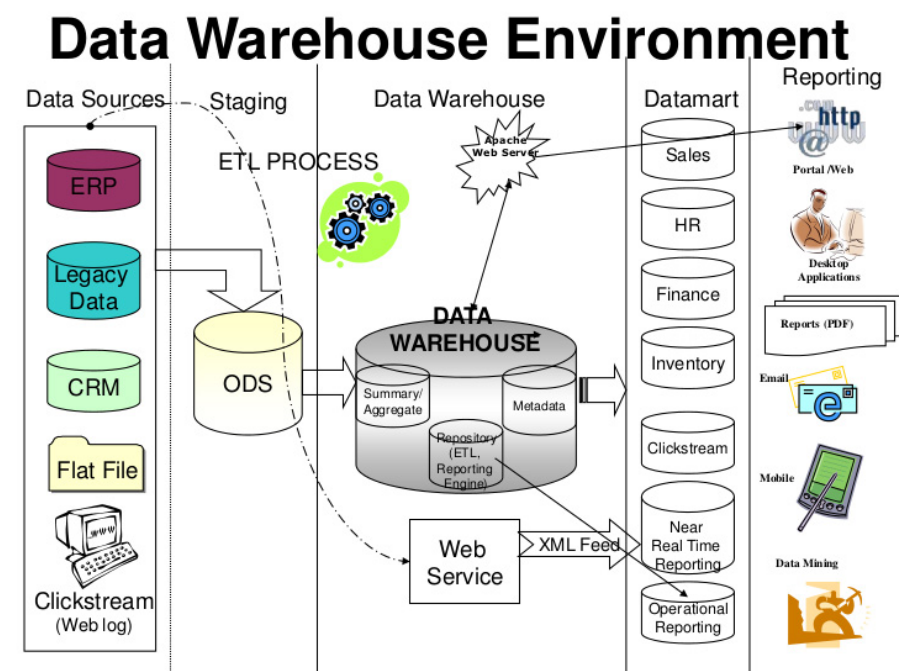 Data Warehouse Environment
Data Sources
Staging
Data Warehouse
Datamart
Reporting
ETL PROCESS
ERP
Legacy
Data
CRM
Flat File
WWW
Clickstream
(Web log)
ODS
Apache
Web Server
DATA
WAREHOUSE
Summary/
Aggregate
Metadata
Repository
(ETL,
Reporting
Engine)
Web
Service
XML Feed
Sales
HR
Finance
Inventory
Clickstream
Near
Real Time
Reporting
Operational
Reporting
.com
http
www
@
Portal /Web
Desktop
Applications
Reports (PDF)
Email
e
Mobile
Data Mining